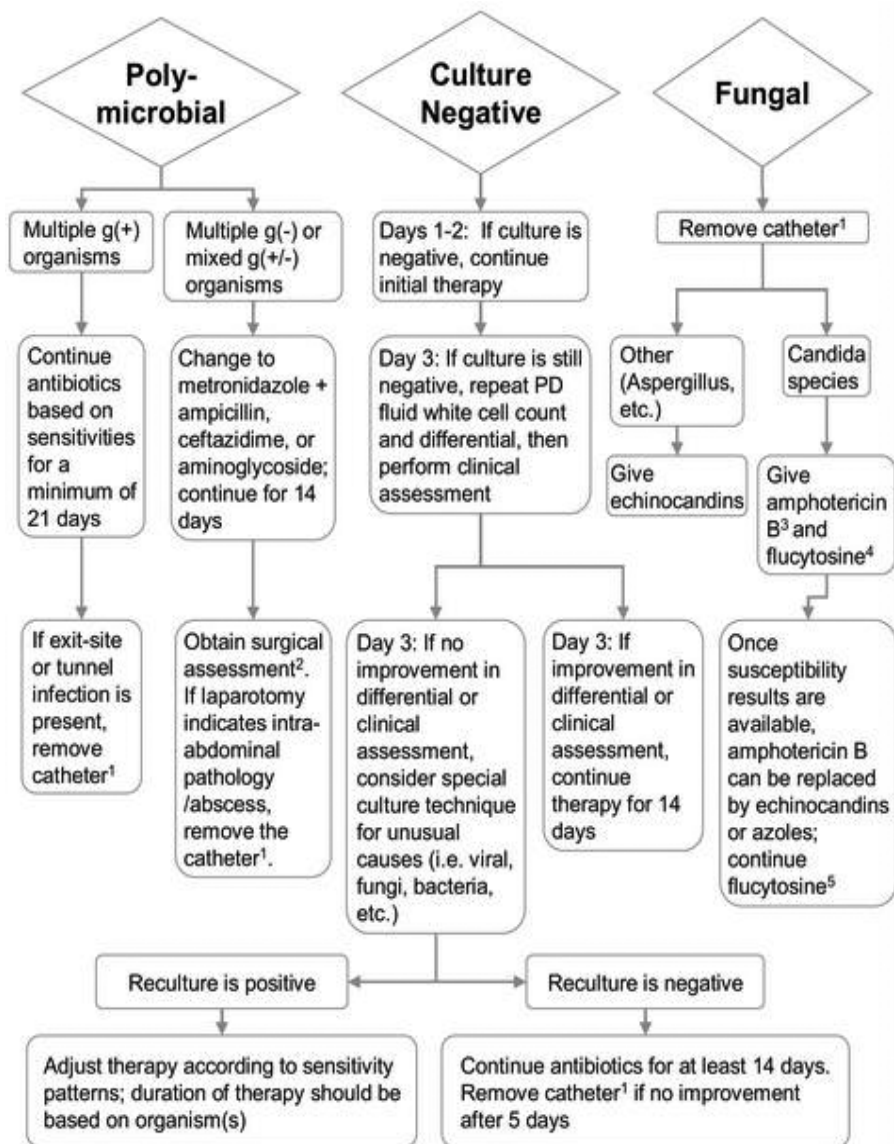 Poly-
microbial
Culture
Negative
Fungal
Multiple g(+)
organisms
Multiple g(-) or
mixed g(+/-)
organisms
Days 1-2: If culture is
negative, continue
initial therapy
Remove catheter1
Continue
antibiotics
based on
sensitivities
for a
minimum of
21 days
Change to
metronidazole +
ampicillin,
ceftazidime, or
aminoglycoside;
continue for 14
days
Day 3: If culture is still
negative, repeat PD
fluid white cell count
and differential, then
perform clinical
assessment
Other
(Aspergillus,
etc.)
Candida
species
Give
echinocandins
Give
amphotericin
B3 and
flucytosine4
If exit-site
or tunnel
infection is
present,
remove
catheter1
Obtain surgical
assessment2.
If laparotomy
indicates intra-
abdominal
pathology
/abscess,
remove the
catheter1.
Day 3: If no
improvement in
differential or
clinical
assessment,
consider special
culture technique
for unusual
causes (i.e. viral,
fungi, bacteria,
etc.)
Day 3: If
improvement in
differential or
clinical
assessment,
continue
therapy for 14
days
Once
susceptibility
results are
available,
amphotericin B
can be replaced
by echinocandins
or azoles;
continue
flucytosine5
Reculture is positive
Reculture is negative
Adjust therapy according to sensitivity
patterns; duration of therapy should be
based on organism(s)
Continue antibiotics for at least 14 days.
Remove catheter1 if no improvement
after 5 days